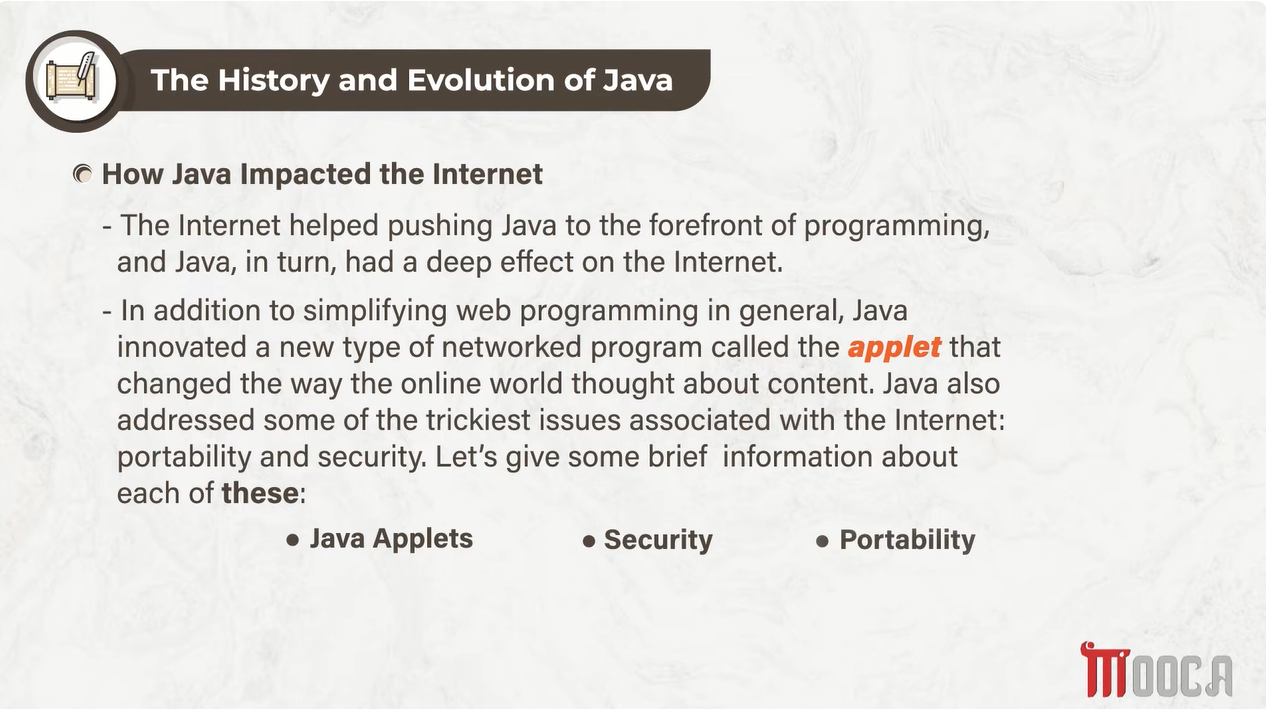 The History and Evolution of Java
How Java Impacted the Internet
- The Internet helped pushing Java to the forefront of programming,
and Java, in turn, had a deep effect on the Internet.
- In addition to simplifying web programming in general, Java
innovated a new type of networked program called the applet that
changed the way the online world thought about content. Java also
addressed some of the trickiest issues associated with the Internet:
portability and security. Let’s give some brief  information about
each of these:
● Java Applets ● Security ● Portability
MOOCA